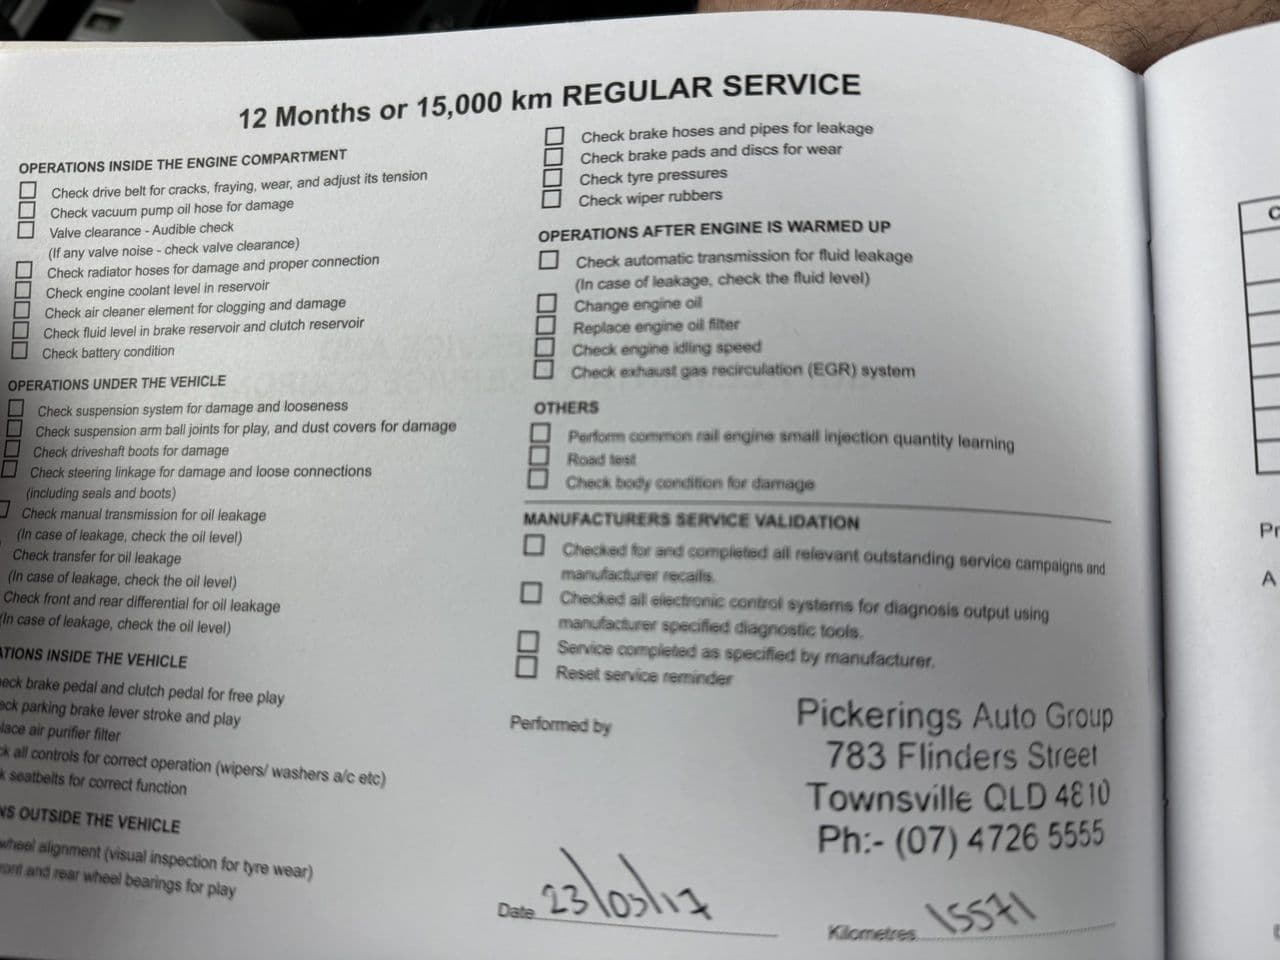 12 Months or 15,000 km REGULAR SERVICE
OPERATIONS INSIDE THE ENGINE COMPARTMENT
Check drive belt for cracks, fraying, wear, and adjust its tension
Check vacuum pump oil hose for damage
Valve clearance - Audible check
(If any valve noise - check valve clearance)
Check radiator hoses for damage and proper connection
Check engine coolant level in reservoir
Check air cleaner element for clogging and damage
Check fluid level in brake reservoir and clutch reservoir
Check battery condition
OPERATIONS UNDER THE VEHICLE
Check suspension system for damage and looseness
Check suspension arm ball joints for play, and dust covers for damage
Check driveshaft boots for damage
Check steering linkage for damage and loose connections
(including seals and boots)
Check manual transmission for oil leakage
(In case of leakage, check the oil level)
Check transfer for oil leakage
(In case of leakage, check the oil level)
Check front and rear differential for oil leakage
(In case of leakage, check the oil level)
ATIONS INSIDE THE VEHICLE
eck brake pedal and clutch pedal for free play
eck parking brake lever stroke and play
lace air purifier filter
ck all controls for correct operation (wipers/ washers a/c etc)
k seatbelts for correct function
NS OUTSIDE THE VEHICLE
wheel alignment (visual inspection for tyre wear)
ront and rear wheel bearings for play
Check brake hoses and pipes for leakage
Check brake pads and discs for wear
Check tyre pressures
Check wiper rubbers
OPERATIONS AFTER ENGINE IS WARMED UP
Check automatic transmission for fluid leakage
(In case of leakage, check the fluid level)
Change engine oil
Replace engine oil filter
Check engine idling speed
Check exhaust gas recirculation (EGR) system
OTHERS
Perform common rail engine small injection quantity learning
Road test
Check body condition for damage
MANUFACTURERS SERVICE VALIDATION
Checked for and completed all relevant outstanding service campaigns and
manufacturer recalls.
Checked all electronic control systems for diagnosis output using
manufacturer specified diagnostic tools.
Service completed as specified by manufacturer.
Reset service reminder
Performed by
Pickerings Auto Group
783 Flinders Street
Townsville QLD 4810
Ph:- (07) 4726 5555
Date 23/03/17
Kilometres 15571
C
Pr
A